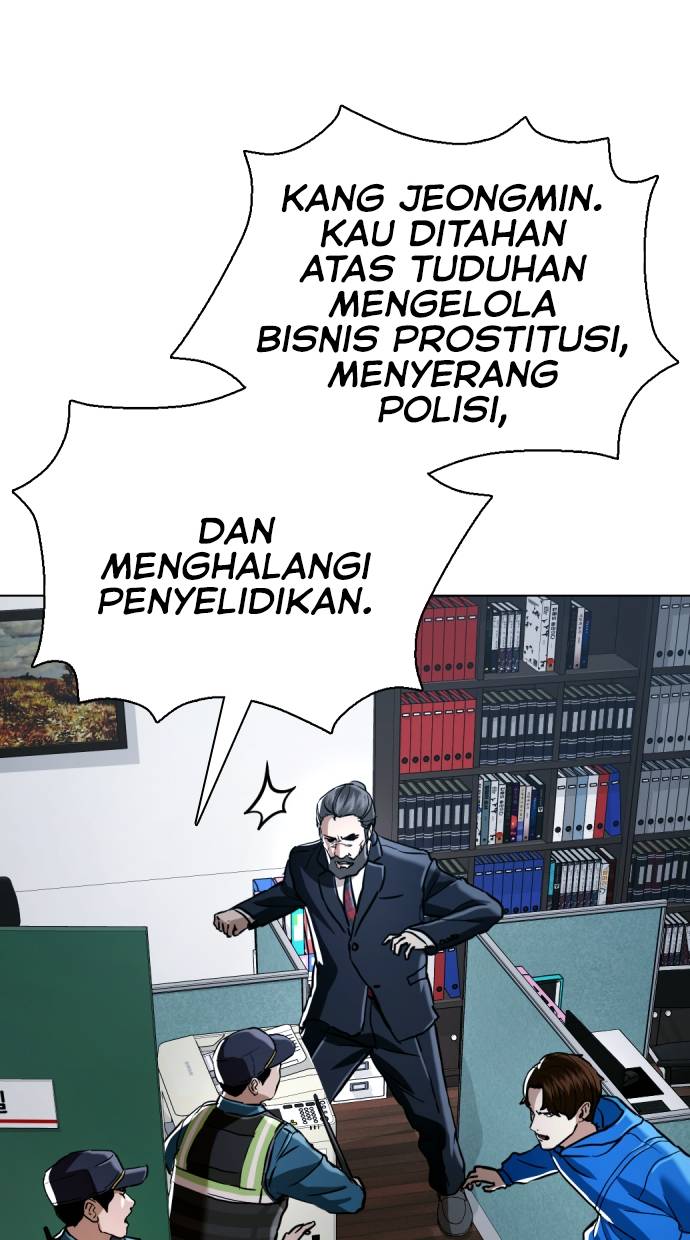 KANG JEONGMIN.
KAU DITAHAN
ATAS TUDUHAN
MENGELOLA
BISNIS PROSTITUSI,
MENYERANG
POLISI,
DAN
MENGHALANGI
PENYELIDIKAN.